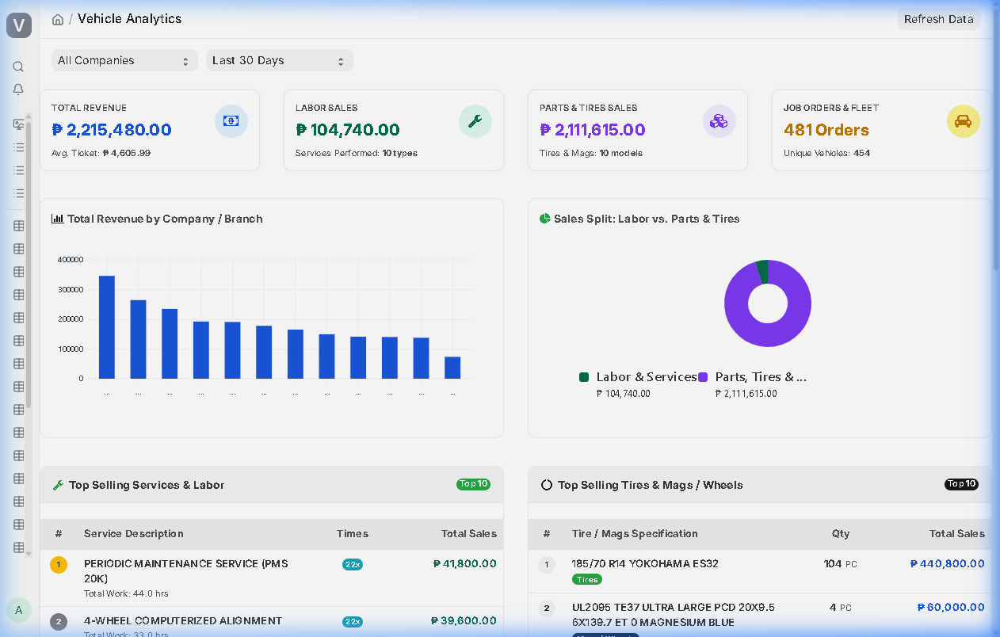 V
/ Vehicle Analytics
Refresh Data
All Companies
Last 30 Days
TOTAL REVENUE
₱ 2,215,480.00
Avg. Ticket: ₱ 4,605.99
LABOR SALES
₱ 104,740.00
Services Performed: 10 types
PARTS & TIRES SALES
₱ 2,111,615.00
Tires & Mags: 10 models
JOB ORDERS & FLEET
481 Orders
Unique Vehicles: 454
Total Revenue by Company / Branch
400000
300000
200000
100000
0
... ... ... ... ... ... ... ... ... ... ... ...
Sales Split: Labor vs. Parts & Tires
Labor & Services
₱ 104,740.00
Parts, Tires & ...
₱ 2,111,615.00
Top Selling Services & Labor
Top 10
# Service Description Times Total Sales
1 PERIODIC MAINTENANCE SERVICE (PMS 22x ₱ 41,800.00
20K)
Total Work: 44.0 hrs
2 4-WHEEL COMPUTERIZED ALIGNMENT 22x ₱ 39,600.00
Total Work: 33.0 hrs
Top Selling Tires & Mags / Wheels
Top 10
# Tire / Mags Specification Qty Total Sales
1 185/70 R14 YOKOHAMA ES32 104 PC ₱ 440,800.00
Tires
2 UL2095 TE37 ULTRA LARGE PCD 20X9.5 4 PC ₱ 60,000.00
6X139.7 ET 0 MAGNESIUM BLUE
A